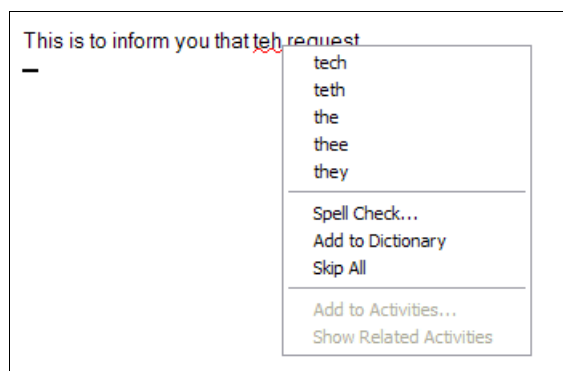 This is to inform you that teh request
tech
teth
the
thee
they
Spell Check...
Add to Dictionary
Skip All
Add to Activities...
Show Related Activities